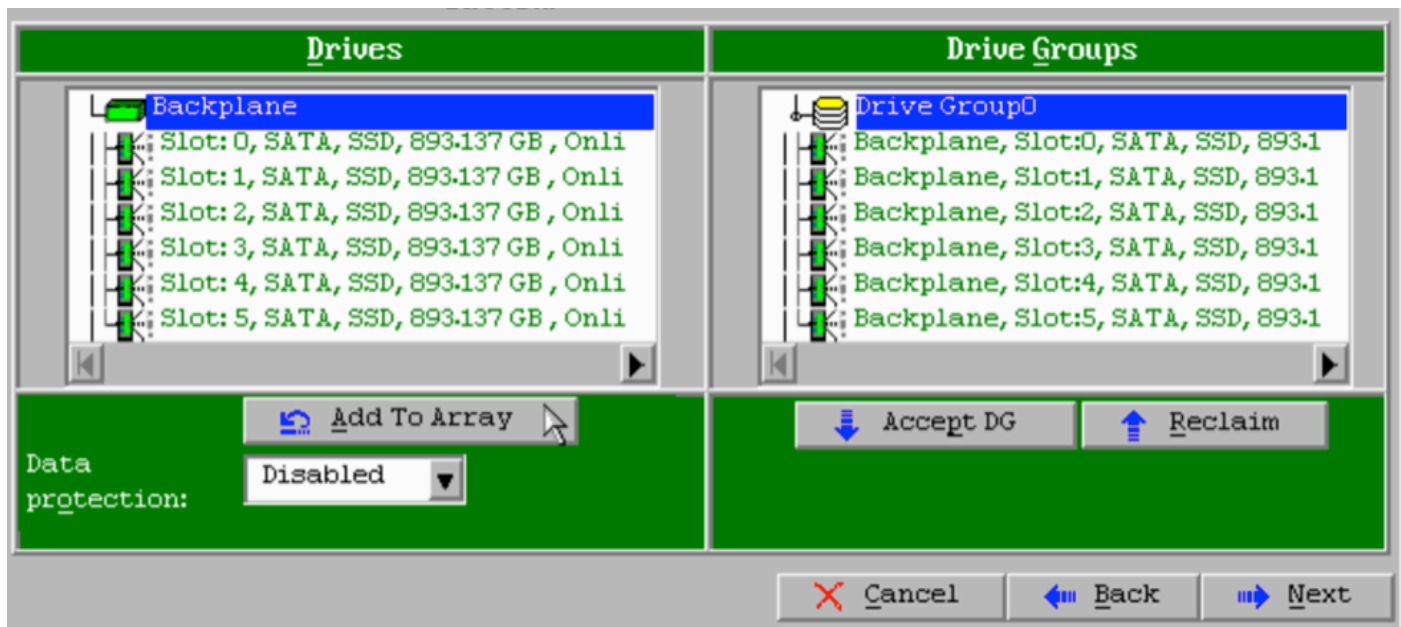 Drives
Drive Groups
Backplane
Slot: 0, SATA, SSD, 893.137 GB , Onli
Slot: 1, SATA, SSD, 893.137 GB , Onli
Slot: 2, SATA, SSD, 893.137 GB , Onli
Slot: 3, SATA, SSD, 893.137 GB , Onli
Slot: 4, SATA, SSD, 893.137 GB , Onli
Slot: 5, SATA, SSD, 893.137 GB , Onli
Drive Group0
Backplane, Slot:0, SATA, SSD, 893.1
Backplane, Slot:1, SATA, SSD, 893.1
Backplane, Slot:2, SATA, SSD, 893.1
Backplane, Slot:3, SATA, SSD, 893.1
Backplane, Slot:4, SATA, SSD, 893.1
Backplane, Slot:5, SATA, SSD, 893.1
Add To Array
Data
protection:
Disabled
Accept DG
Reclaim
Cancel
Back
Next